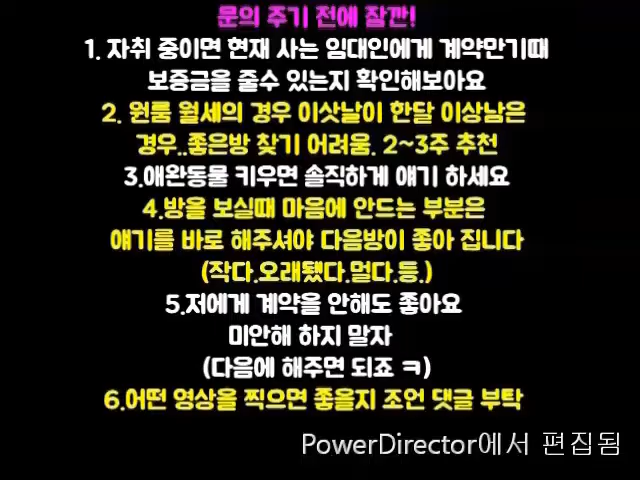 문의 주기 전에 잠깐!
1. 자취 중이면 현재 사는 임대인에게 계약만기때
보증금을 줄수 있는지 확인해보아요
2. 원룸 월세의 경우 이삿날이 한달 이상남은
경우..좋은방 찾기 어려움. 2~3주 추천
3.애완동물 키우면 솔직하게 얘기 하세요
4.방을 보실때 마음에 안드는 부분은
얘기를 바로 해주셔야 다음방이 좋아 집니다
(작다.오래됐다.멀다.등.)
5.저에게 계약을 안해도 좋아요
미안해 하지 말자
(다음에 해주면 되죠 ㅋ)
6.어떤 영상을 찍으면 좋을지 조언 댓글 부탁
PowerDirector에서 편집됨